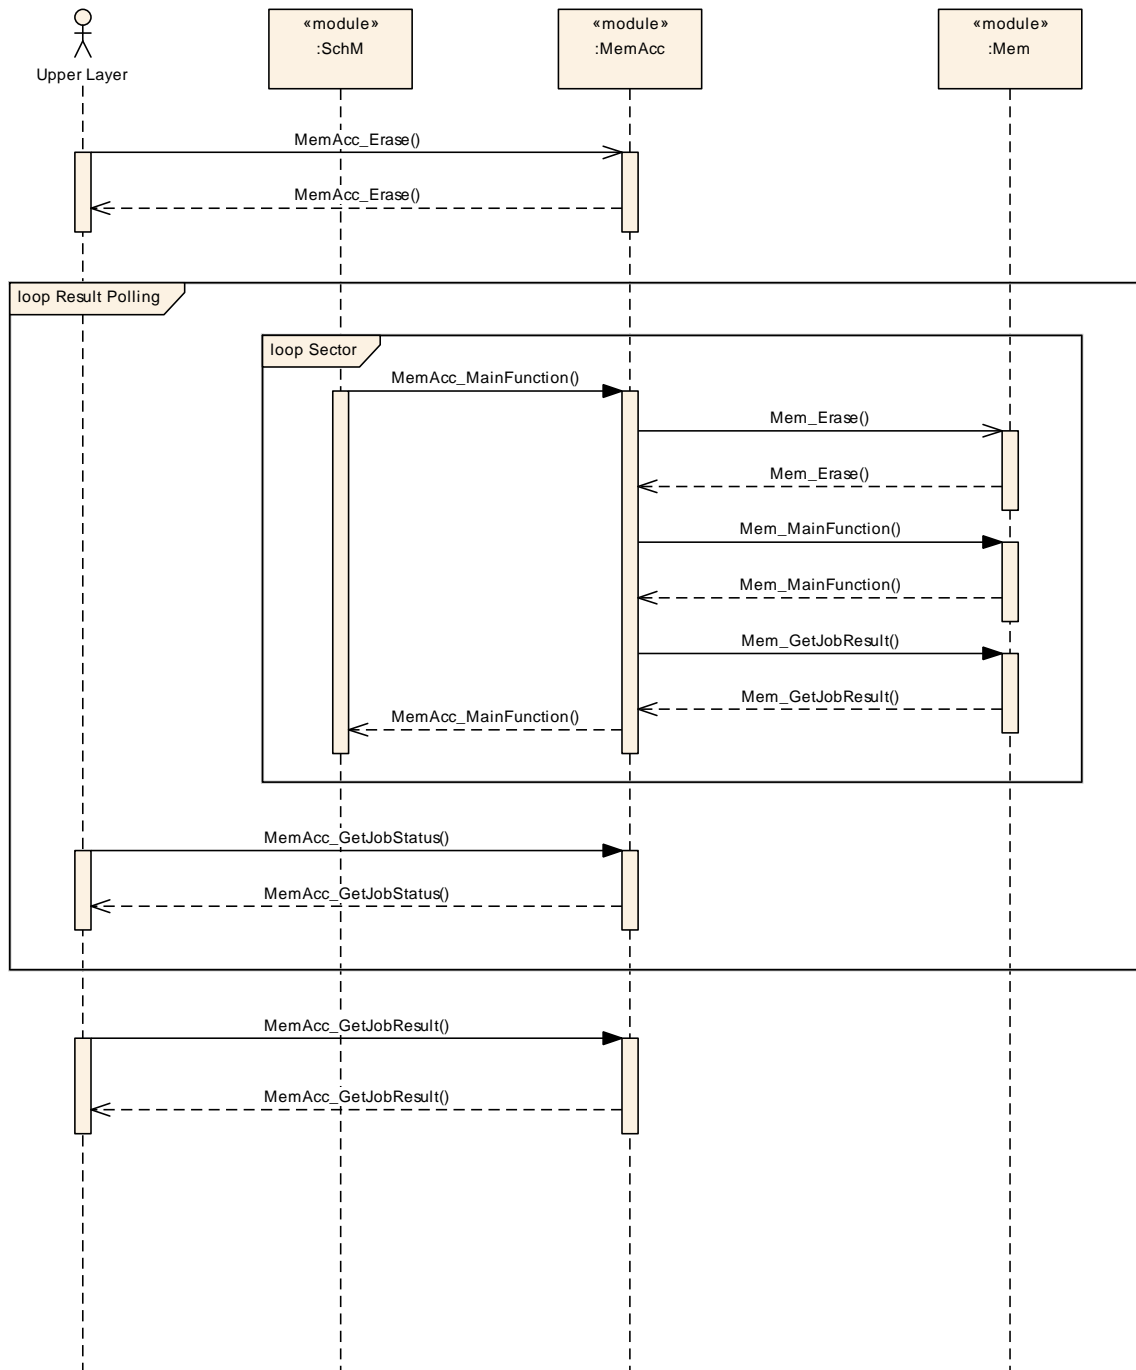 Upper Layer
«module»
:SchM
«module»
:MemAcc
«module»
:Mem
MemAcc_Erase()
MemAcc_Erase()
loop Result Polling
loop Sector
MemAcc_MainFunction()
Mem_Erase()
Mem_Erase()
Mem_MainFunction()
Mem_MainFunction()
Mem_GetJobResult()
Mem_GetJobResult()
MemAcc_MainFunction()
MemAcc_GetJobStatus()
MemAcc_GetJobStatus()
MemAcc_GetJobResult()
MemAcc_GetJobResult()